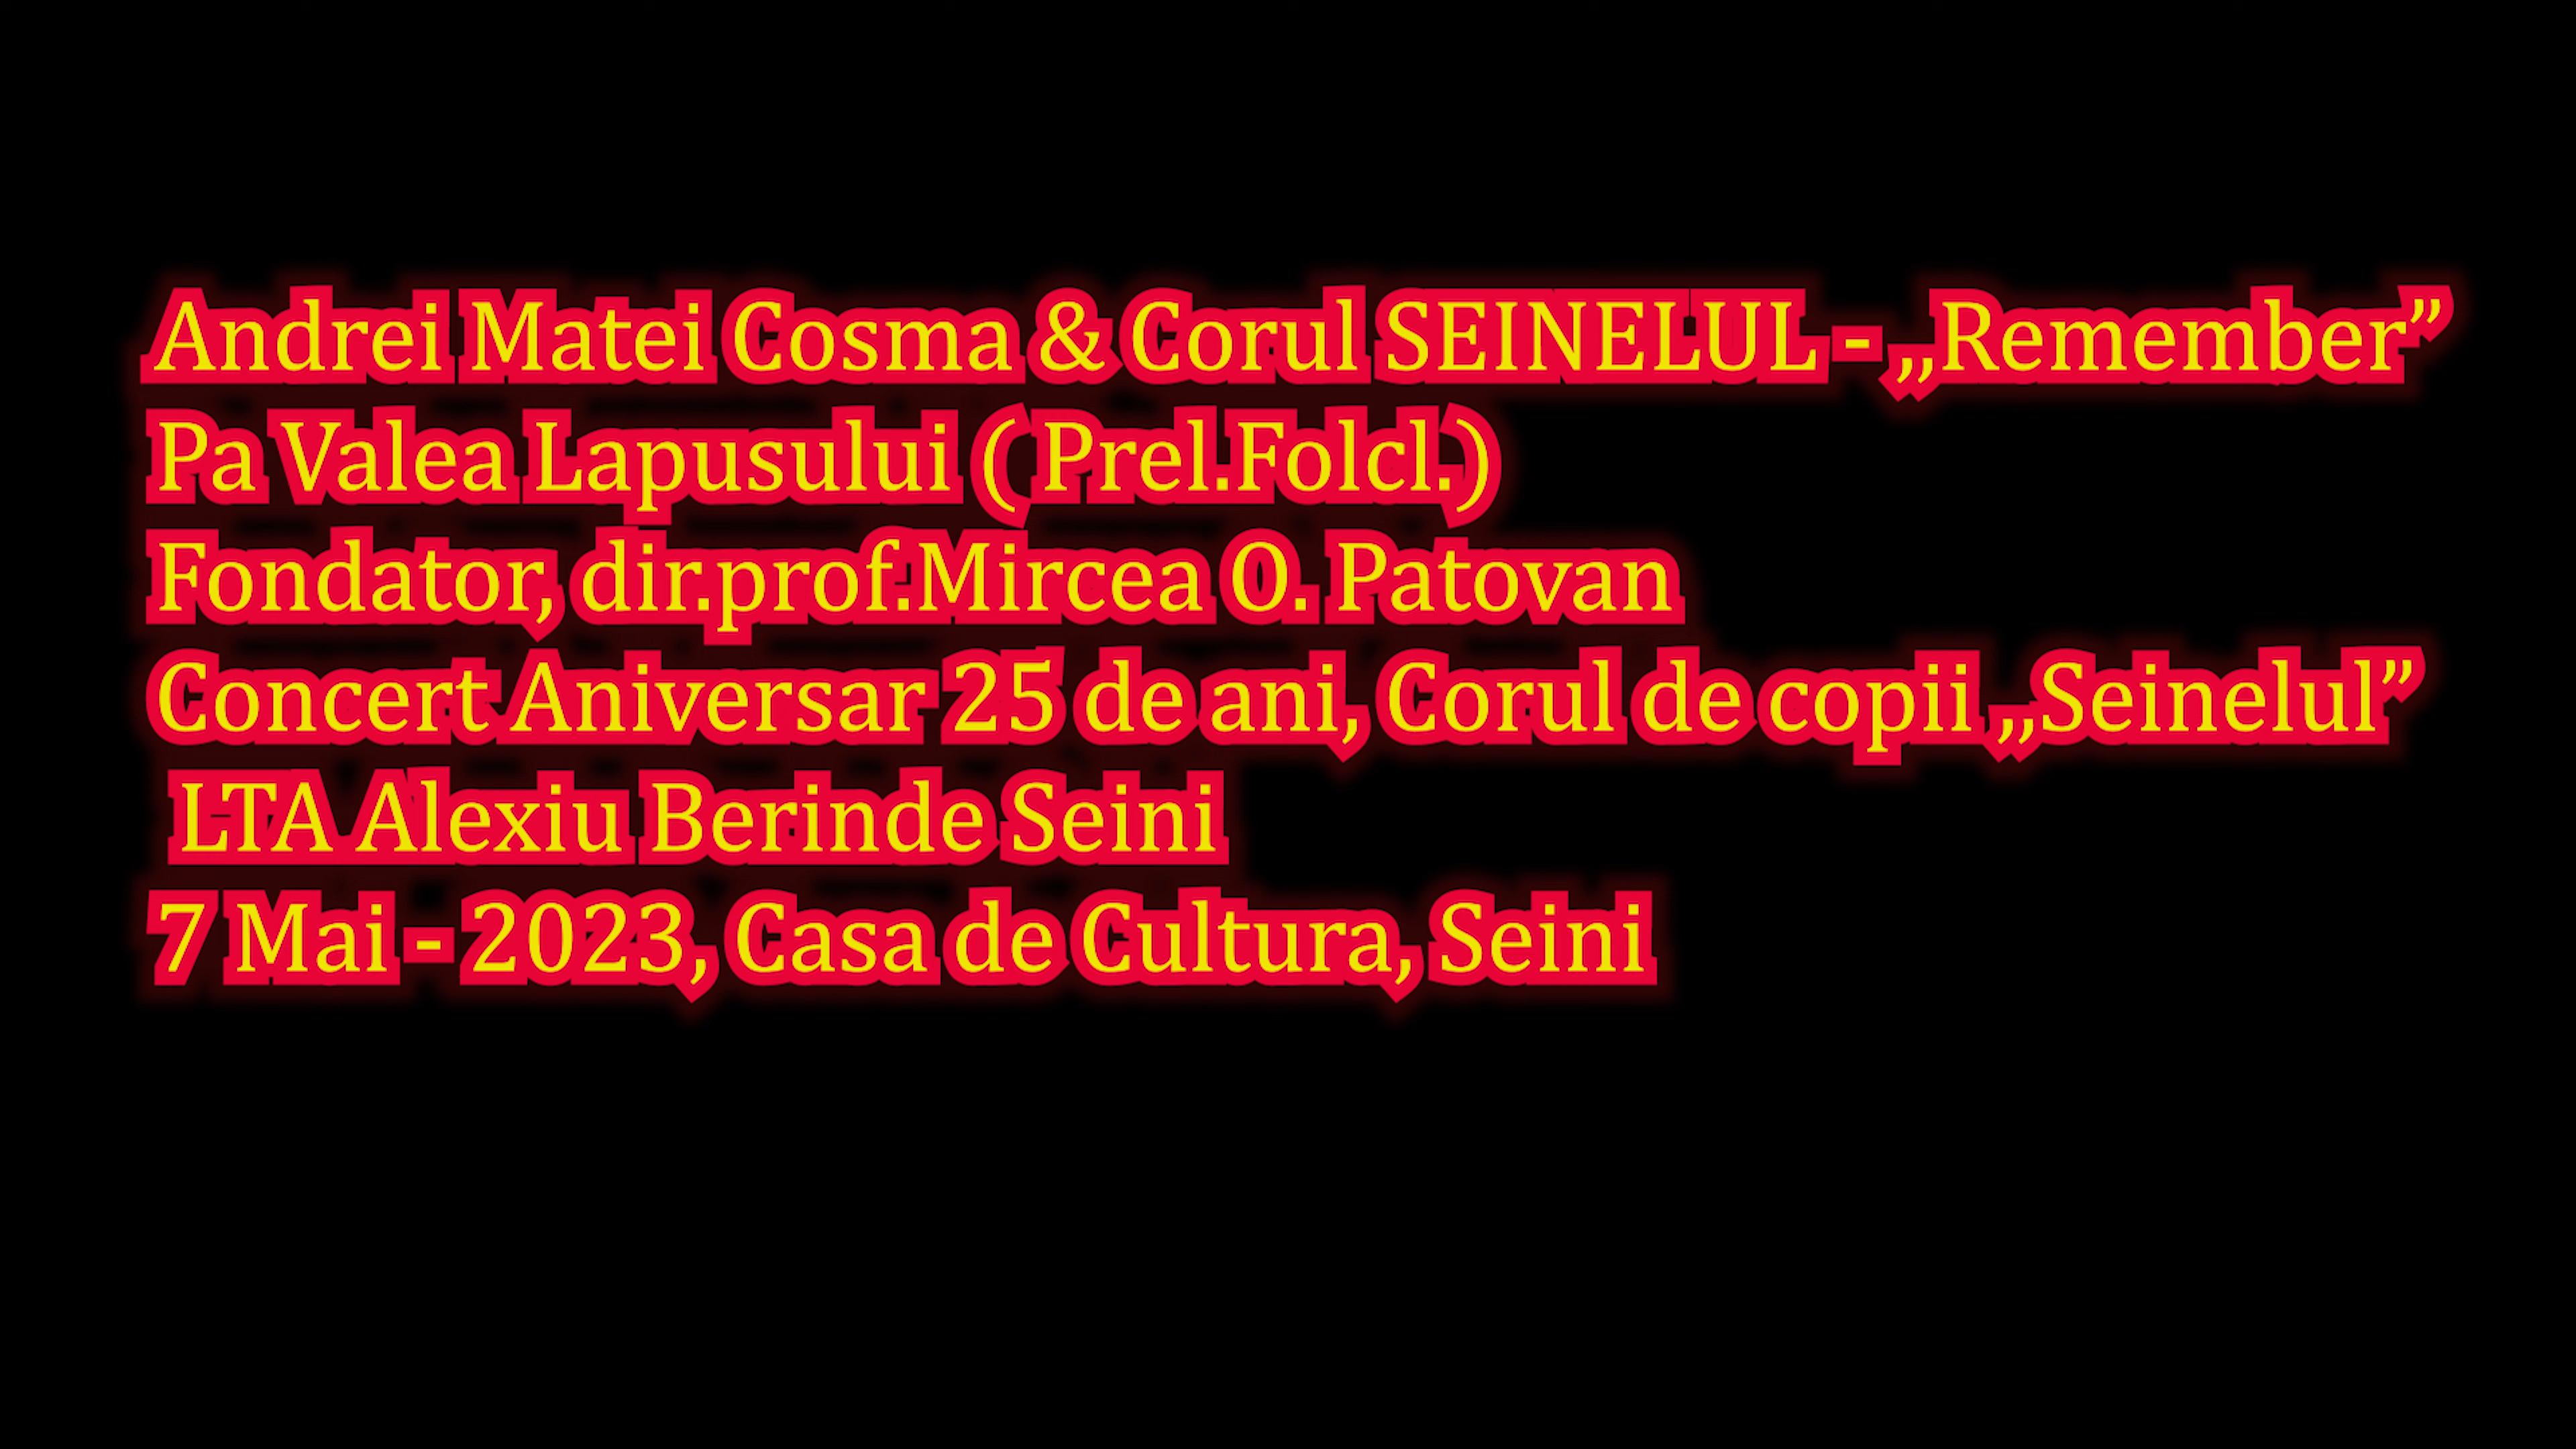 Andrei Matei Cosma & Corul SEINELUL - ,,Remember”
Pa Valea Lapusului ( Prel.Folcl.)
Fondator, dir.prof.Mircea O. Patovan
Concert Aniversar 25 de ani, Corul de copii ,,Seinelul”
LTA Alexiu Berinde Seini
7 Mai - 2023, Casa de Cultura, Seini